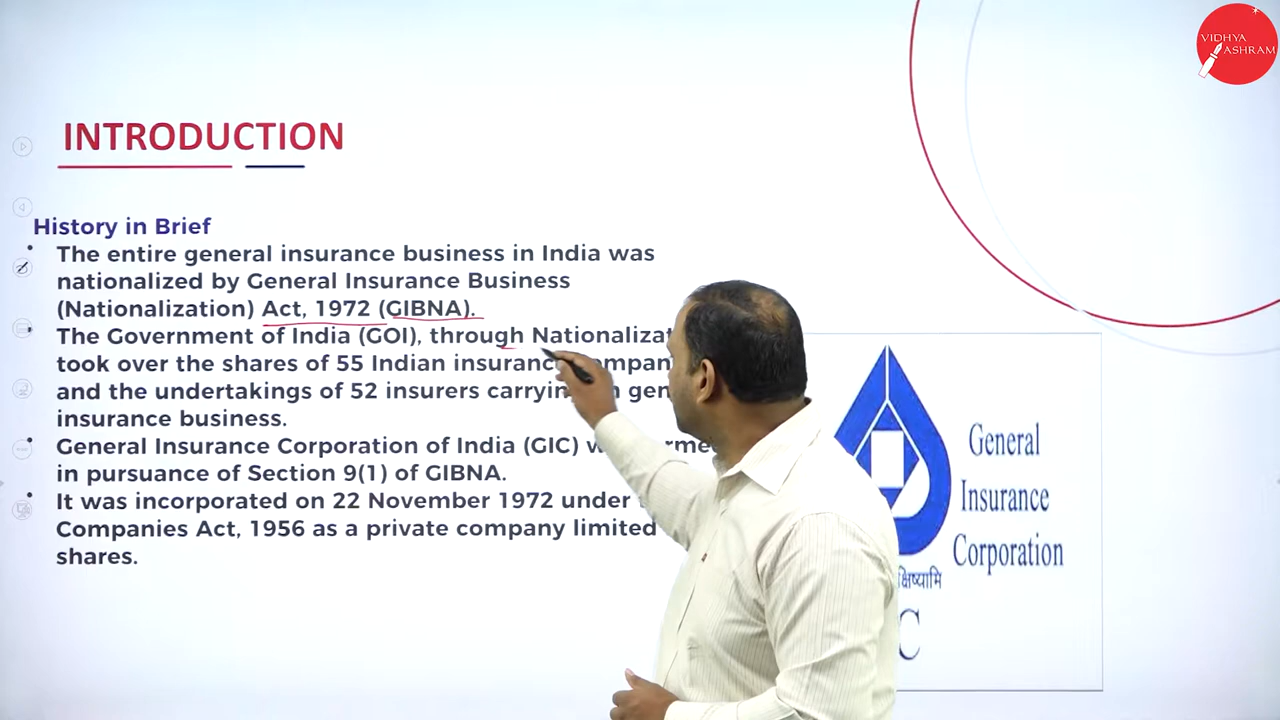 VIDHYA
ASHRAM
INTRODUCTION
History in Brief
• The entire general insurance business in India was
nationalized by General Insurance Business
(Nationalization) Act, 1972 (GIBNA).
• The Government of India (GOI), through
took over the shares of 55 Indian
and the undertakings of 52 insurers
insurance business.
• General Insurance Corporation of India (GIC)
in pursuance of Section 9(1) of GIBNA.
• It was incorporated on 22 November 1972 under
Companies Act, 1956 as a private company limited
shares.
General
Insurance
Corporation